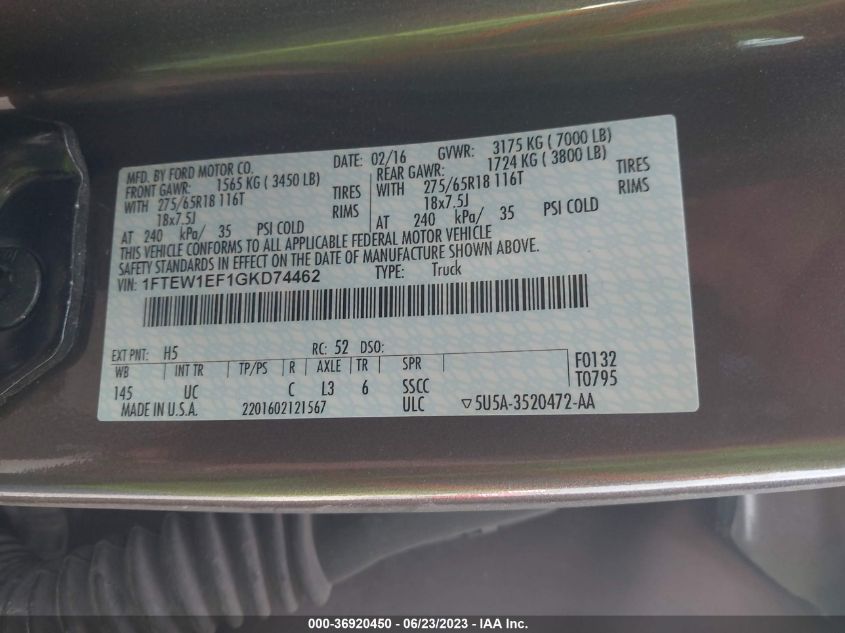 MFD. BY FORD MOTOR CO. DATE: 02/16 GVWR: 3175 KG ( 7000 LB)
FRONT GAWR: 1565 KG ( 3450 LB) REAR GAWR: 1724 KG ( 3800 LB)
WITH 275/65R18 116T TIRES WITH 275/65R18 116T TIRES
18x7.5J RIMS 18x7.5J RIMS
AT 240 kPa/ 35 PSI COLD AT 240 kPa/ 35 PSI COLD
THIS VEHICLE CONFORMS TO ALL APPLICABLE FEDERAL MOTOR VEHICLE
SAFETY STANDARDS IN EFFECT ON THE DATE OF MANUFACTURE SHOWN ABOVE.
VIN: 1FTEW1EF1GKD74462 TYPE: Truck
EXT PNT: H5 RC: 52 DSO:
WB INT TR TP/PS R AXLE TR SPR F0132
145 UC C L3 6 SSCC T0795
MADE IN U.S.A. 2201602121567 ULC ▽5U5A-3520472-AA
000-36920450 - 06/23/2023 - IAA Inc.